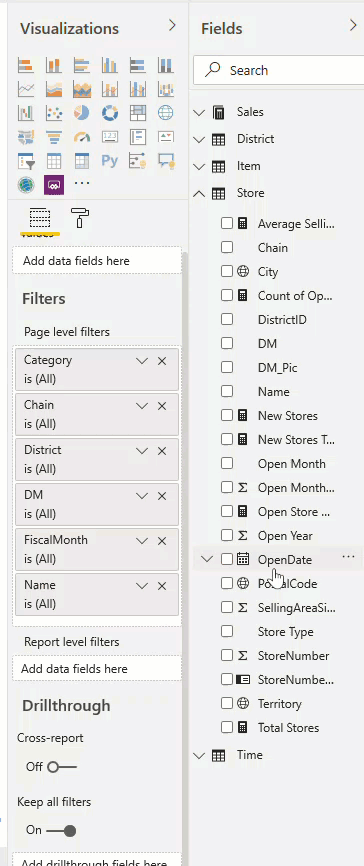 Visualizations
Py
Values
Add data fields here
Filters
Page level filters
Category
is (All)
Chain
is (All)
District
is (All)
DM
is (All)
FiscalMonth
is (All)
Name
is (All)
Report level filters
Add data fields here
Drillthrough
Cross-report
Off
Keep all filters
On
Add drillthrough fields here
Fields
Search
Sales
District
Item
Store
Average Selli...
Chain
City
Count of Op...
DistrictID
DM
DM_Pic
Name
New Stores
New Stores T...
Open Month
Open Month...
Open Store ...
Open Year
OpenDate
PostalCode
SellingAreaSi...
Store Type
StoreNumber
StoreNumbe...
Territory
Total Stores
Time